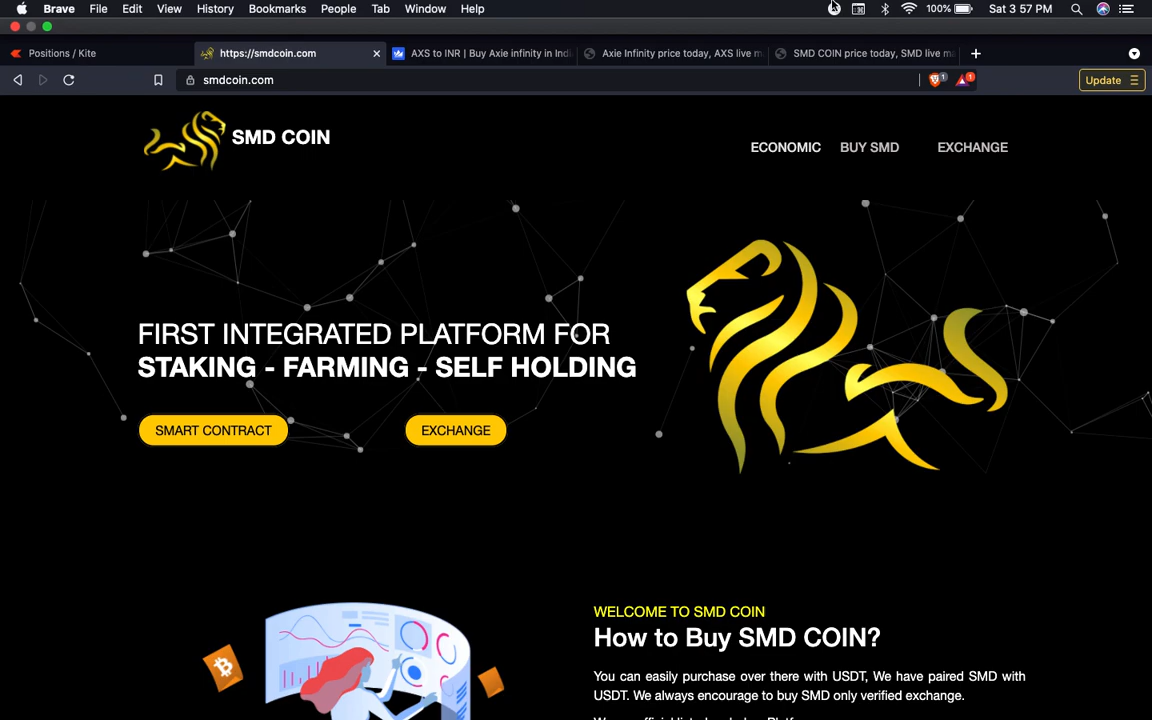 Brave File Edit View History Bookmarks People Tab Window Help 100% Sat 3 57 PM
Positions / Kite https://smdcoin.com AXS to INR | Buy Axie infinity in Ind Axie Infinity price today, AXS live m SMD COIN price today, SMD live m
smdcoin.com 1 1 Update
SMD COIN
ECONOMIC BUY SMD EXCHANGE
FIRST INTEGRATED PLATFORM FOR
STAKING - FARMING - SELF HOLDING
SMART CONTRACT EXCHANGE
WELCOME TO SMD COIN
How to Buy SMD COIN?
You can easily purchase over there with USDT, We have paired SMD with
USDT. We always encourage to buy SMD only verified exchange.